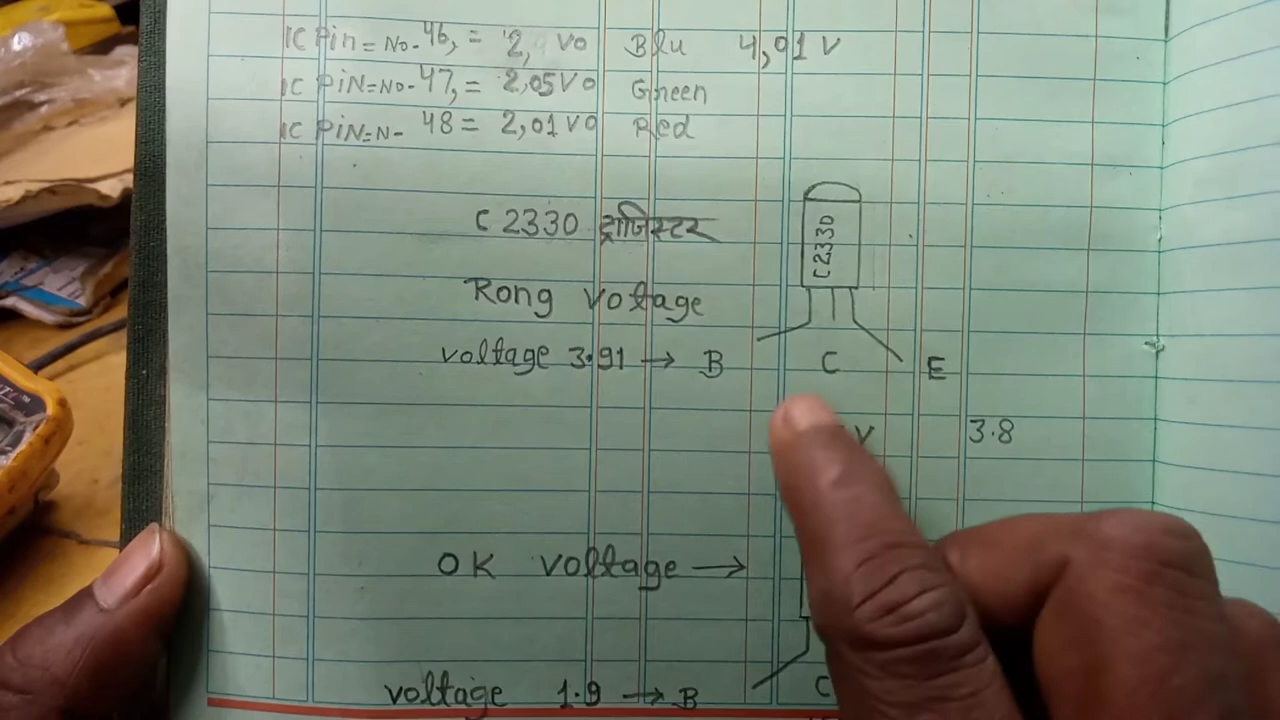 IC Pin = No- 46, = 2, Vo Blu 4,91 V
IC PiN=No- 47, = 2,05 Vo Green
IC PiN=N- 48 = 2,01 Vo Red
C 2330 ट्राजिस्टर
C2330
Rong voltage
voltage 3.91 → B C E
V 3.8
OK voltage →
voltage 1.9 → B C